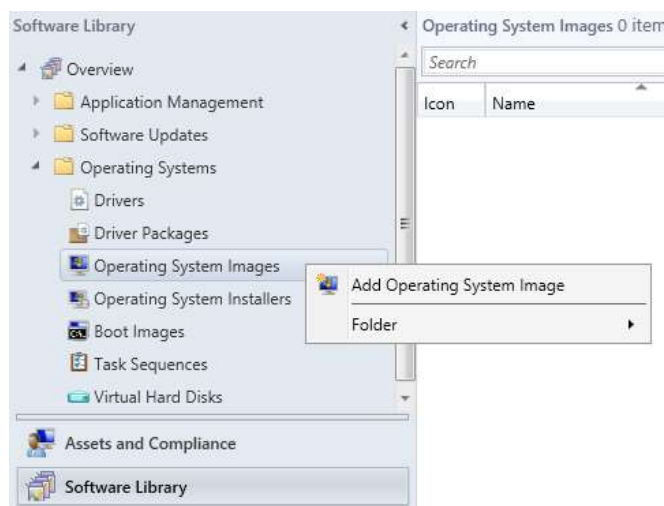 Software Library
Overview
Application Management
Software Updates
Operating Systems
Drivers
Driver Packages
Operating System Images
Operating System Installers
Boot Images
Task Sequences
Virtual Hard Disks
Assets and Compliance
Software Library
Operating System Images 0 item
Search
Icon Name
Add Operating System Image
Folder